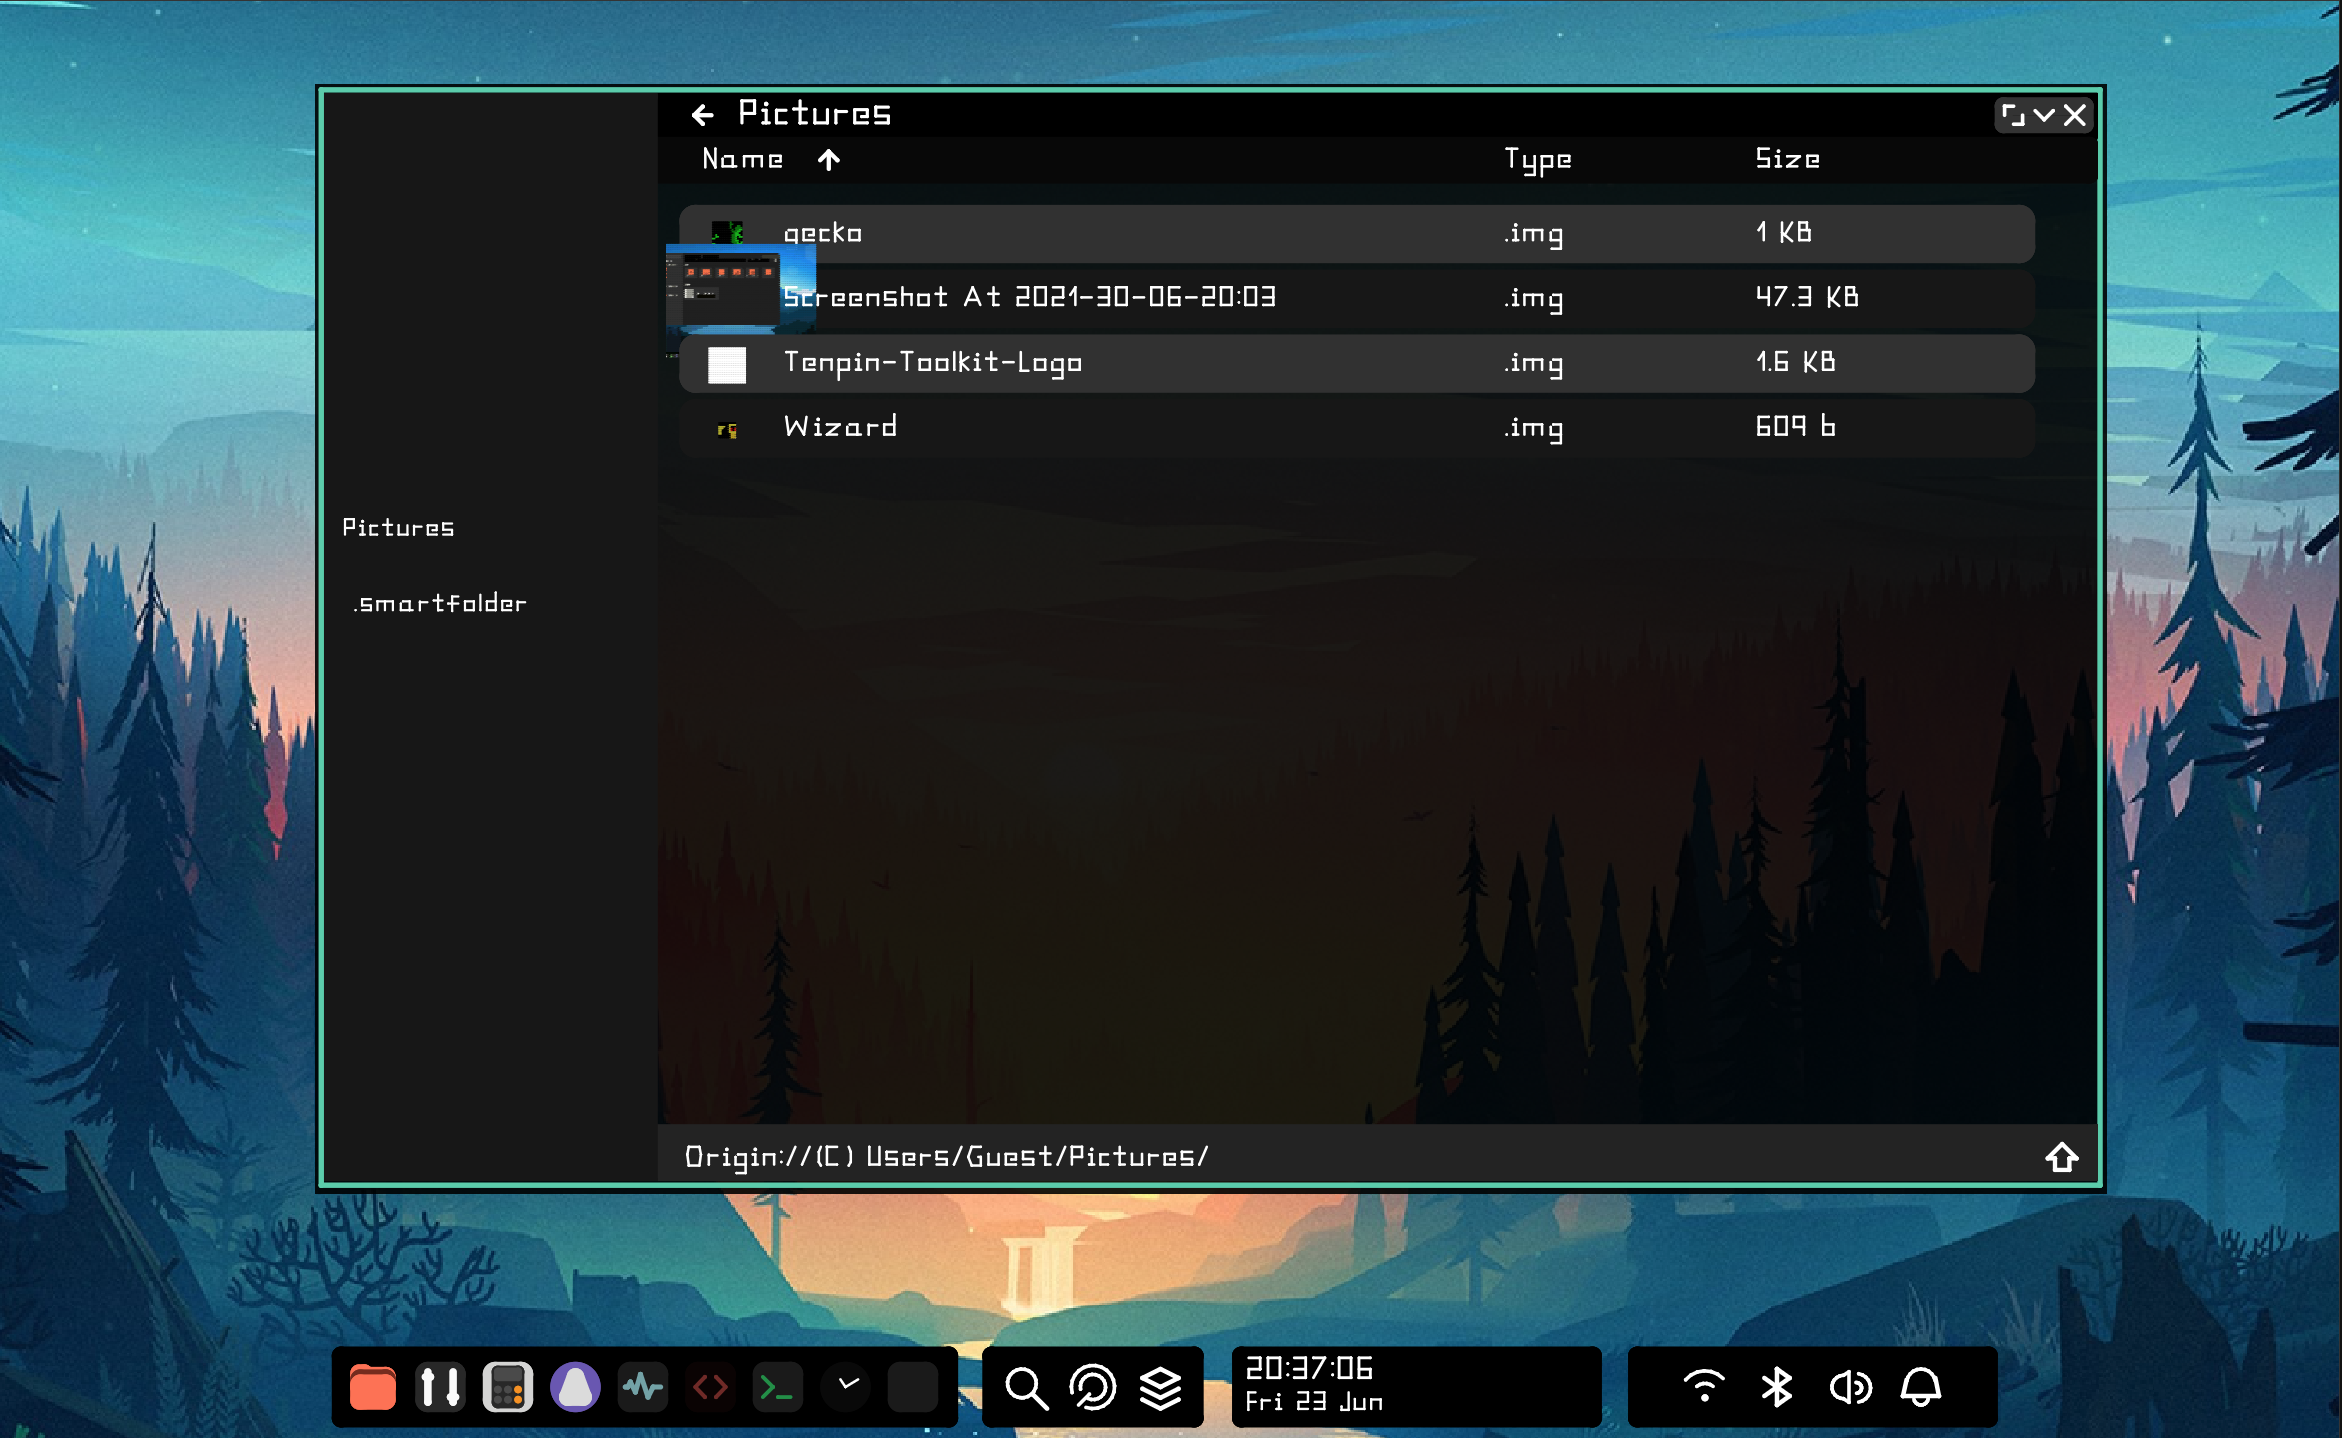 Pictures
Name Type Size
gecko .img 1 KB
Screenshot At 2021-30-06-20:03 .img 47.3 KB
Tenpin-Toolkit-Logo .img 1.6 KB
Wizard .img 609 b
Pictures
.smartfolder
Origin://(C) Users/Guest/Pictures/
20:37:06
Fri 23 Jun